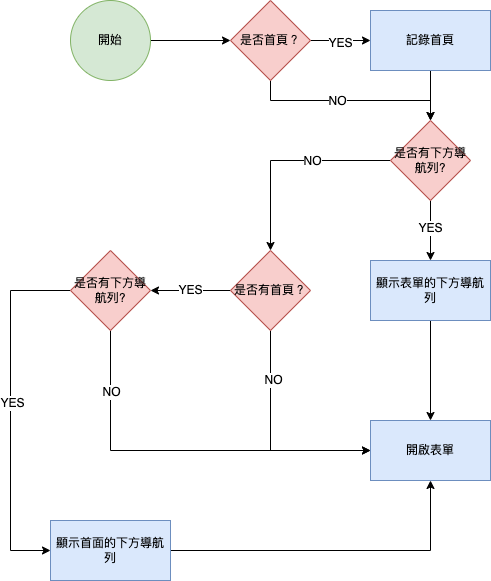 開始
是否首頁？
YES
記錄首頁
NO
是否有下方導
航列?
NO
YES
是否有下方導
航列?
YES
是否有首頁？
顯示表單的下方導航
列
NO
NO
YES
開啟表單
顯示首面的下方導航
列